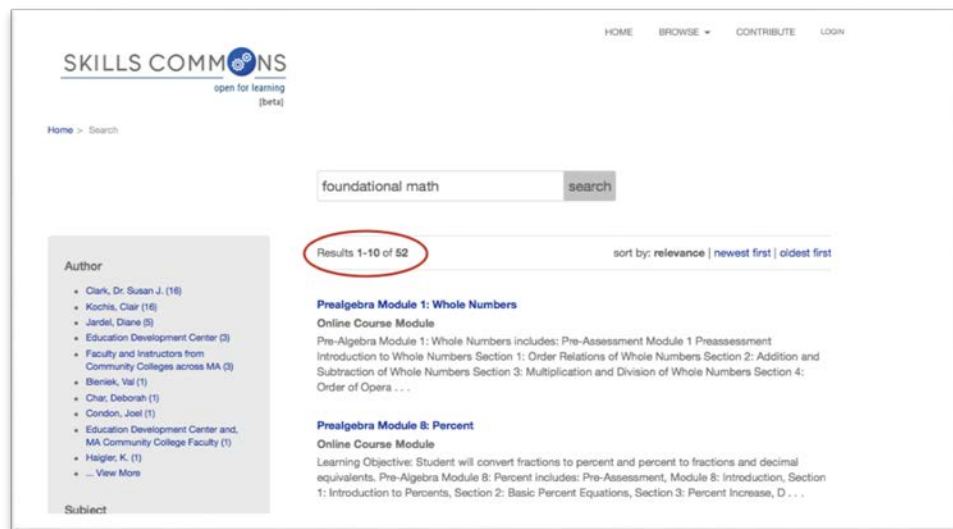 HOME BROWSE CONTRIBUTE LOGIN
SKILLS COMMONS
open for learning
[beta]
Home > Search
foundational math search
Results 1-10 of 52 sort by: relevance | newest first | oldest first
Author
Clark, Dr. Susan J. (16)
Kochis, Clair (16)
Jardel, Diane (5)
Education Development Center (3)
Faculty and Instructors from
Community Colleges across MA (3)
Bieniek, Val (1)
Char, Deborah (1)
Condon, Joel (1)
Education Development Center and,
MA Community College Faculty (1)
Haigler, K. (1)
... View More
Subject
Prealgebra Module 1: Whole Numbers
Online Course Module
Pre-Algebra Module 1: Whole Numbers includes: Pre-Assessment Module 1 Preassessment
Introduction to Whole Numbers Section 1: Order Relations of Whole Numbers Section 2: Addition and
Subtraction of Whole Numbers Section 3: Multiplication and Division of Whole Numbers Section 4:
Order of Opera . . .
Prealgebra Module 8: Percent
Online Course Module
Learning Objective: Student will convert fractions to percent and percent to fractions and decimal
equivalents. Pre-Algebra Module 8: Percent includes: Pre-Assessment, Module 8: Introduction, Section
1: Introduction to Percents, Section 2: Basic Percent Equations, Section 3: Percent Increase, D . . .